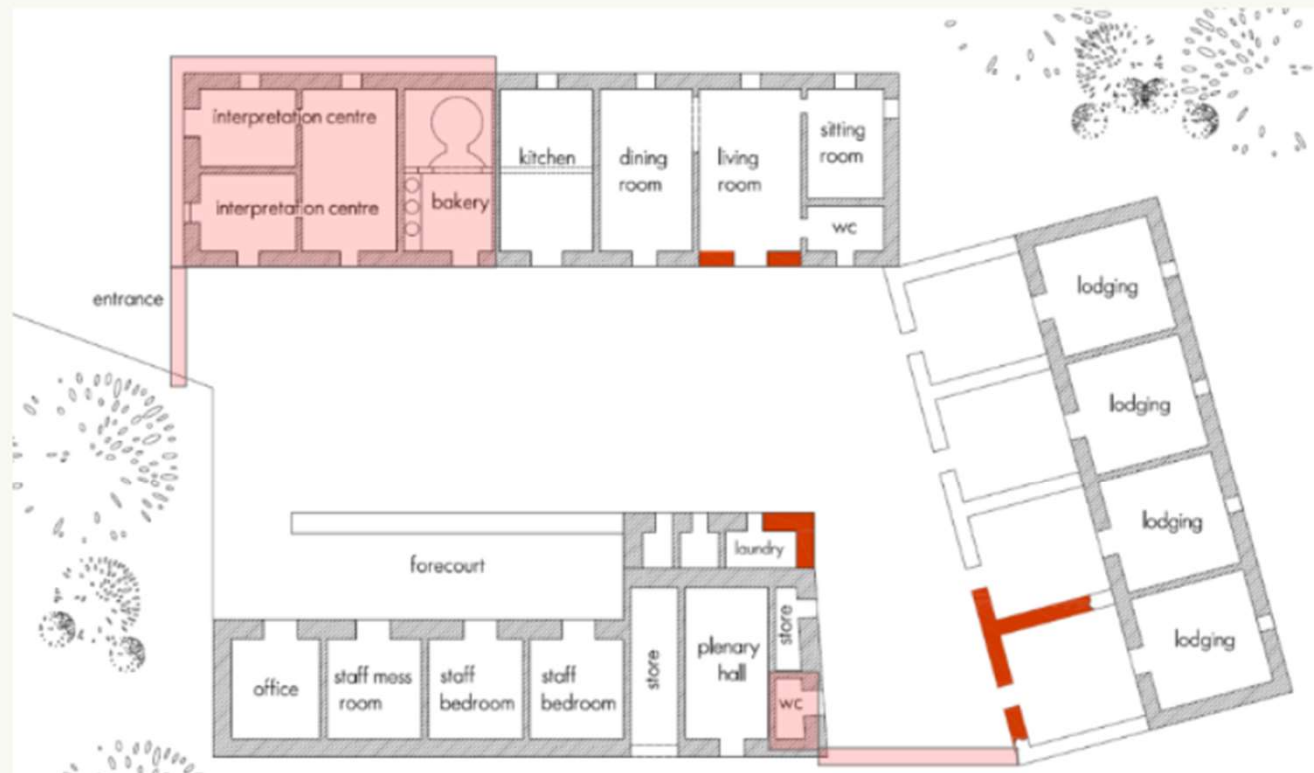 interpretation centre
interpretation centre
bakery
kitchen
dining
room
living
room
sitting
room
wc
entrance
lodging
lodging
lodging
lodging
forecourt
laundry
office
staff mess
room
staff
bedroom
staff
bedroom
store
plenary
hall
store
wc